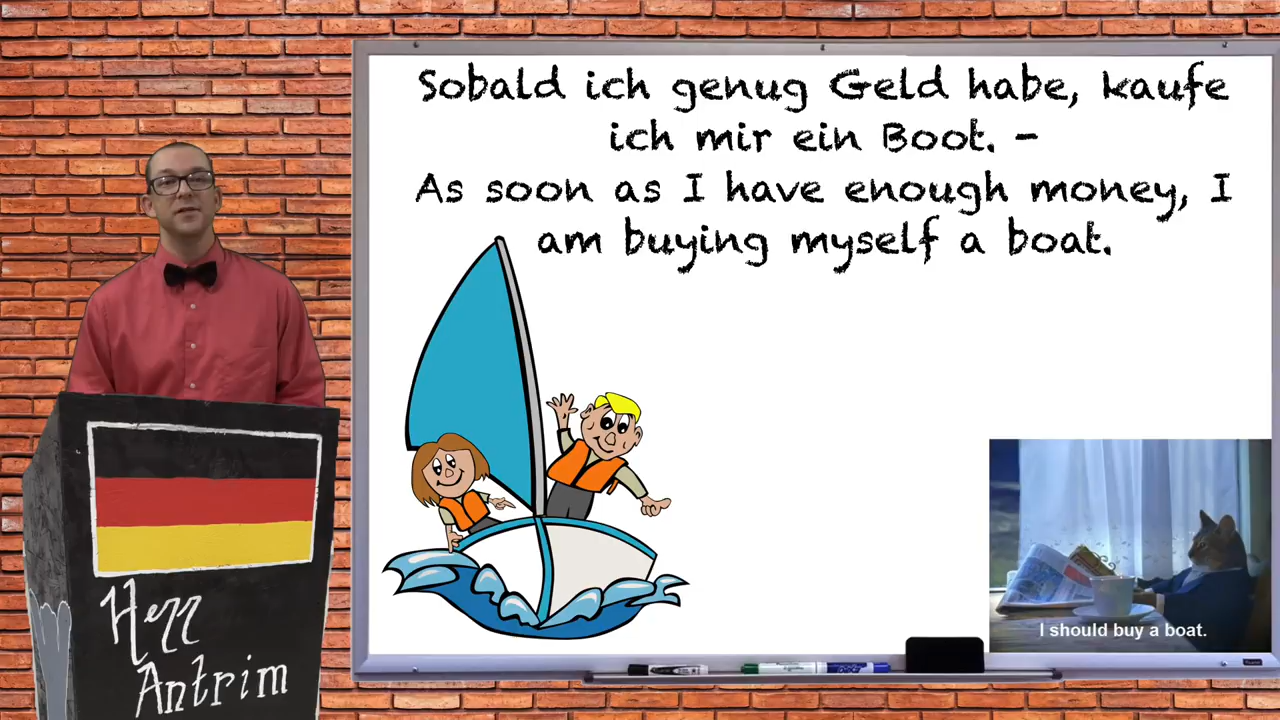 Sobald ich genug Geld habe, kaufe
ich mir ein Boot. -
As soon as I have enough money, I
am buying myself a boat.
I should buy a boat.
Herr
Antrim